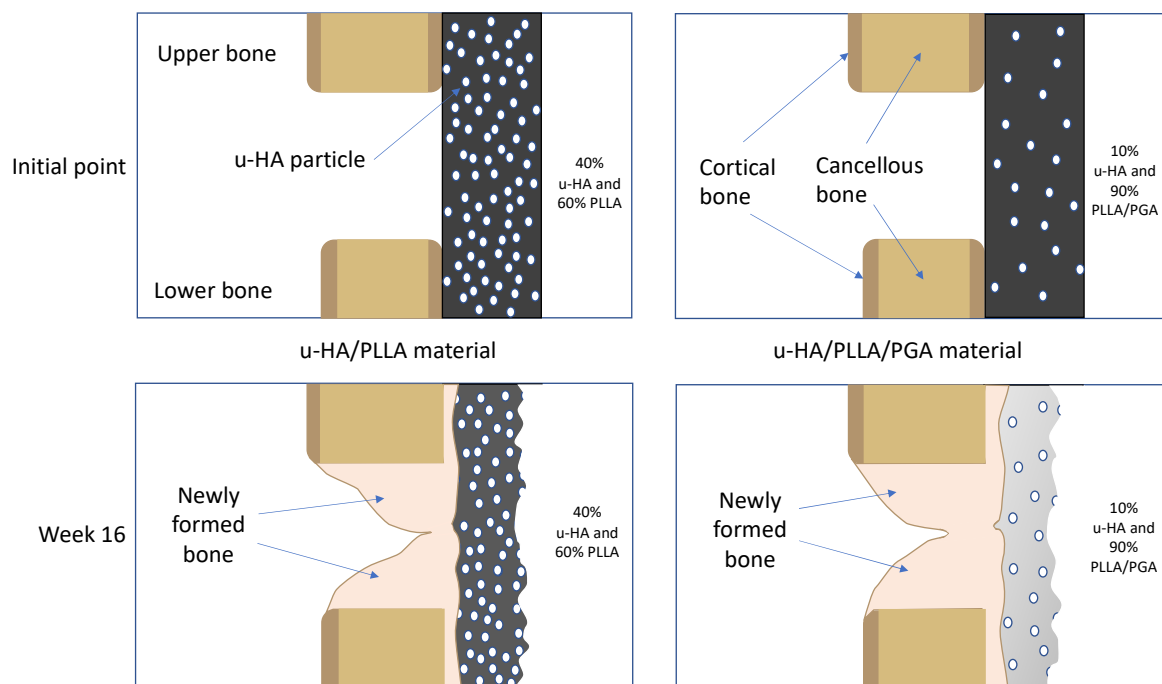 Upper bone
u-HA particle
Initial point
Lower bone
40%
u-HA and
60% PLLA
Cortical
bone
Cancellous
bone
10%
u-HA and
90%
PLLA/PGA
u-HA/PLLA material
u-HA/PLLA/PGA material
Week 16
Newly
formed
bone
40%
u-HA and
60% PLLA
Newly
formed
bone
10%
u-HA and
90%
PLLA/PGA